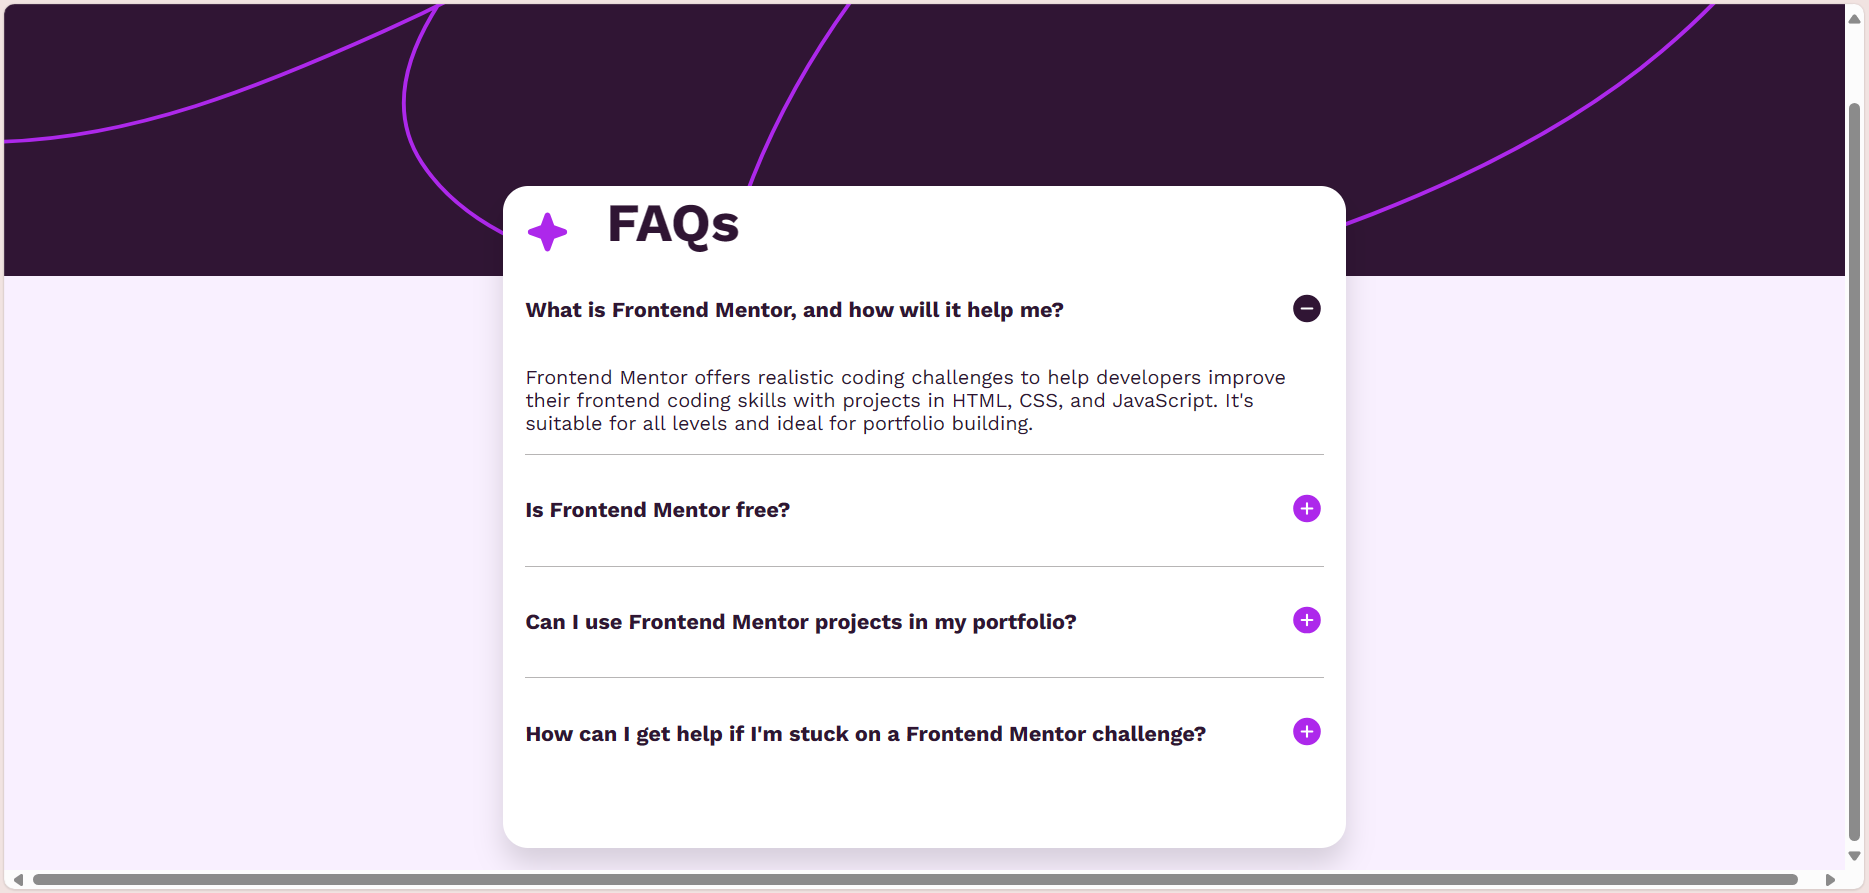 FAQs
What is Frontend Mentor, and how will it help me?
Frontend Mentor offers realistic coding challenges to help developers improve
their frontend coding skills with projects in HTML, CSS, and JavaScript. It's
suitable for all levels and ideal for portfolio building.
Is Frontend Mentor free?
Can I use Frontend Mentor projects in my portfolio?
How can I get help if I'm stuck on a Frontend Mentor challenge?